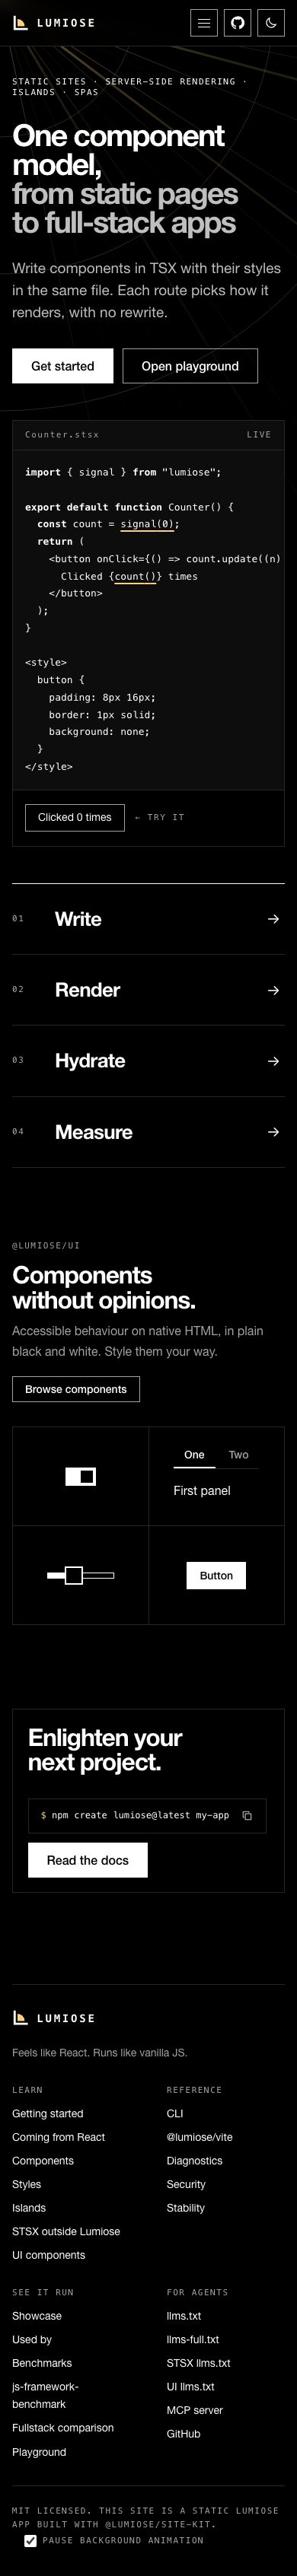 LUMIOSE
STATIC SITES · SERVER-SIDE RENDERING ·
ISLANDS · SPAS
One component
model,
from static pages
to full-stack apps
Write components in TSX with their styles
in the same file. Each route picks how it
renders, with no rewrite.
Get started
Open playground
Counter.stsx
LIVE
import { signal } from "lumiose";
export default function Counter() {
const count = signal(0);
return (
<button onClick={() => count.update((n)
Clicked {count()} times
</button>
);
}
<style>
button {
padding: 8px 16px;
border: 1px solid;
background: none;
}
</style>
Clicked 0 times
← TRY IT
01 Write →
02 Render →
03 Hydrate →
04 Measure →
@LUMIOSE/UI
Components
without opinions.
Accessible behaviour on native HTML, in plain
black and white. Style them your way.
Browse components
One Two
First panel
Button
Enlighten your
next project.
$ npm create lumiose@latest my-app
Read the docs
LUMIOSE
Feels like React. Runs like vanilla JS.
LEARN
Getting started
Coming from React
Components
Styles
Islands
STSX outside Lumiose
UI components
REFERENCE
CLI
@lumiose/vite
Diagnostics
Security
Stability
SEE IT RUN
Showcase
Used by
Benchmarks
js-framework-
benchmark
Fullstack comparison
Playground
FOR AGENTS
llms.txt
llms-full.txt
STSX llms.txt
UI llms.txt
MCP server
GitHub
MIT LICENSED. THIS SITE IS A STATIC LUMIOSE
APP BUILT WITH @LUMIOSE/SITE-KIT.
PAUSE BACKGROUND ANIMATION